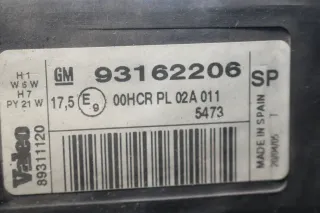 H1
W5W
H7
PY21W
GM 93162206 SP
17,5 E9 00HCR PL 02A 011
5473
Valeo
89311120
MADE IN SPAIN
T